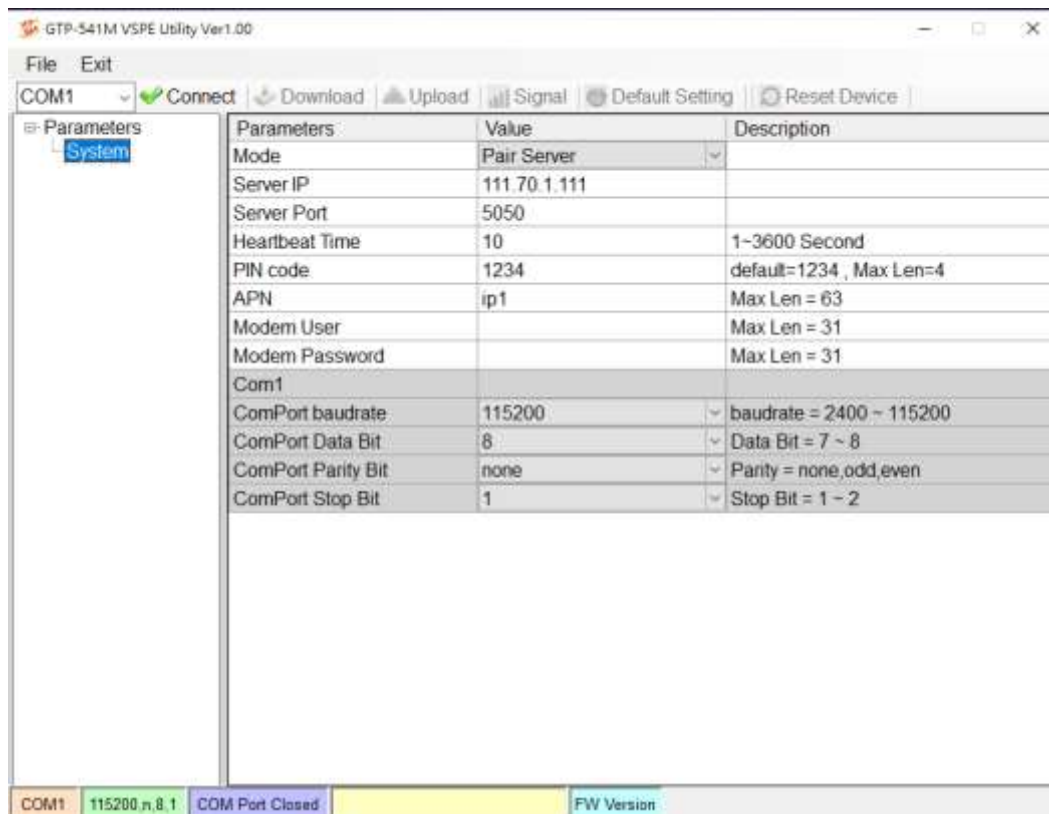 GTP-541M VSPE Utility Ver1.00
File Exit
COM1 Connect Download Upload Signal Default Setting Reset Device
Parameters
System
Parameters Value Description
Mode Pair Server
Server IP 111.70.1.111
Server Port 5050
Heartbeat Time 10 1~3600 Second
PIN code 1234 default=1234 , Max Len=4
APN ip1 Max Len = 63
Modem User Max Len = 31
Modem Password Max Len = 31
Com1
ComPort baudrate 115200 baudrate = 2400 ~ 115200
ComPort Data Bit 8 Data Bit = 7 ~ 8
ComPort Parity Bit none Parity = none,odd,even
ComPort Stop Bit 1 Stop Bit = 1 ~ 2
COM1 115200,n,8,1 COM Port Closed FW Version